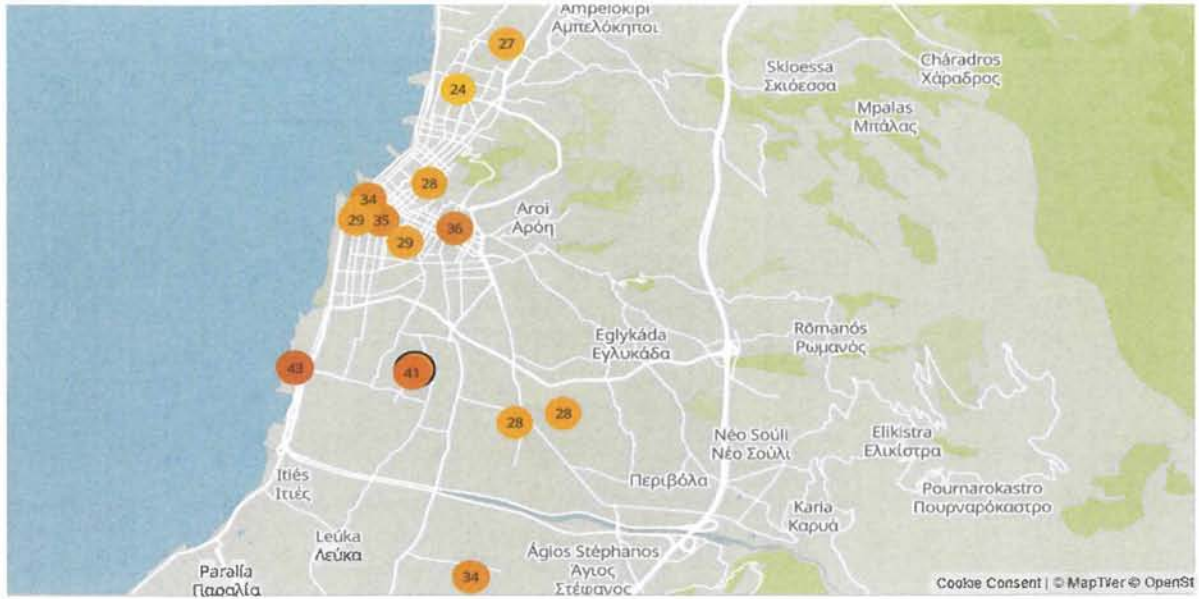 Ampelokipi
Αμπελόκηποι
27
24
Skioessa
Σκιόεσσα
Cháradros
Χάραδρος
Mpalas
Μπάλας
28
34
29
35
29
36
Aroi
Αρόη
Eglykáda
Εγλυκάδα
Rōmanós
Ρωμανός
43
41
28
28
Néo Soúli
Νέο Σούλι
Elikistra
Ελικίστρα
Itiés
Ιτιές
Περιβόλα
Pournarokastro
Πουρναρόκαστρο
Karia
Καρυά
Leúka
Λεύκα
Ágios Stéphanos
Άγιος
Στέφανος
Paralía
Παραλία
34
Cookie Consent | © MapTiler © OpenSt